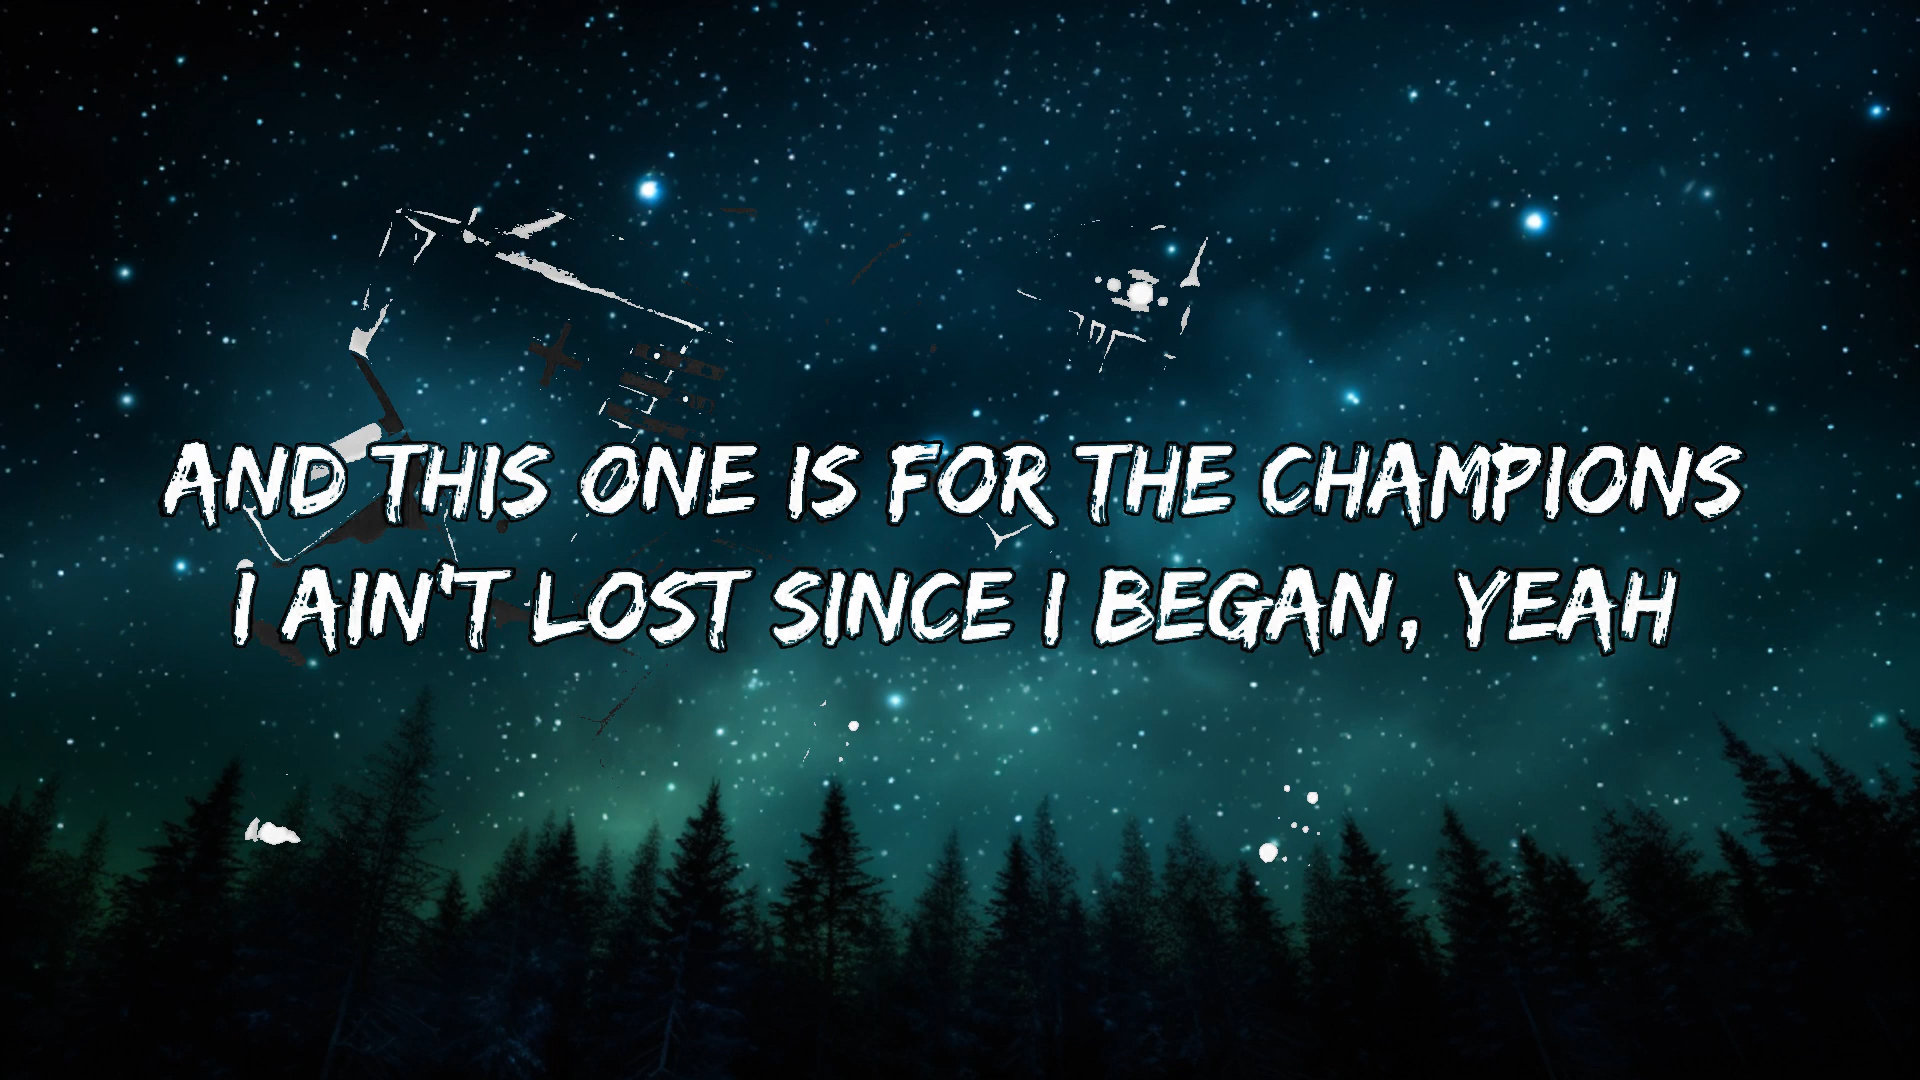 AND THIS ONE IS FOR THE CHAMPIONS
I AIN'T LOST SINCE I BEGAN, YEAH